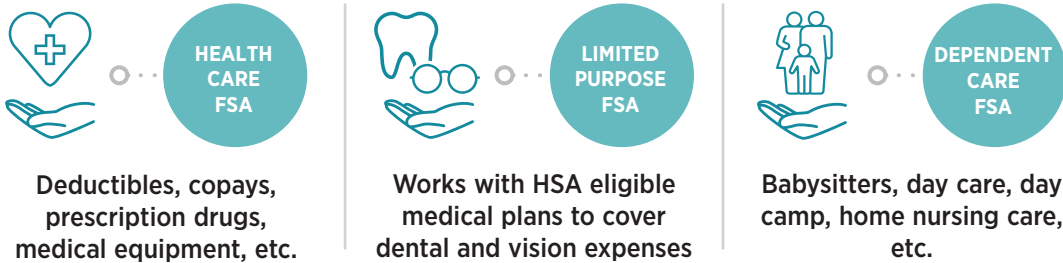 HEALTH
CARE
FSA
Deductibles, copays,
prescription drugs,
medical equipment, etc.
LIMITED
PURPOSE
FSA
Works with HSA eligible
medical plans to cover
dental and vision expenses
DEPENDENT
CARE
FSA
Babysitters, day care, day
camp, home nursing care,
etc.